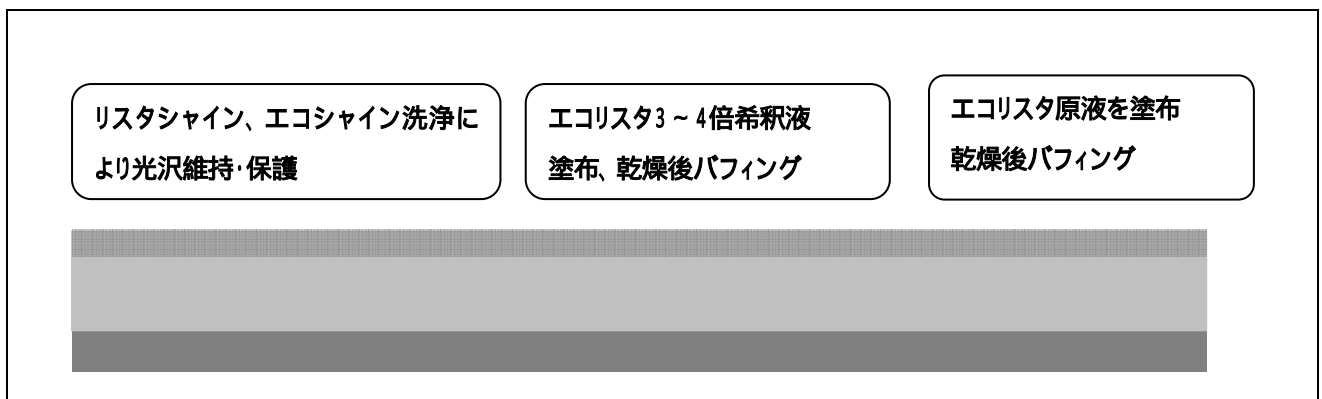 リスタシャイン、エコシャイン洗浄に
より光沢維持・保護
エコリスタ3~4倍希釈液
塗布、乾燥後バフィング
エコリスタ原液を塗布
乾燥後バフィング